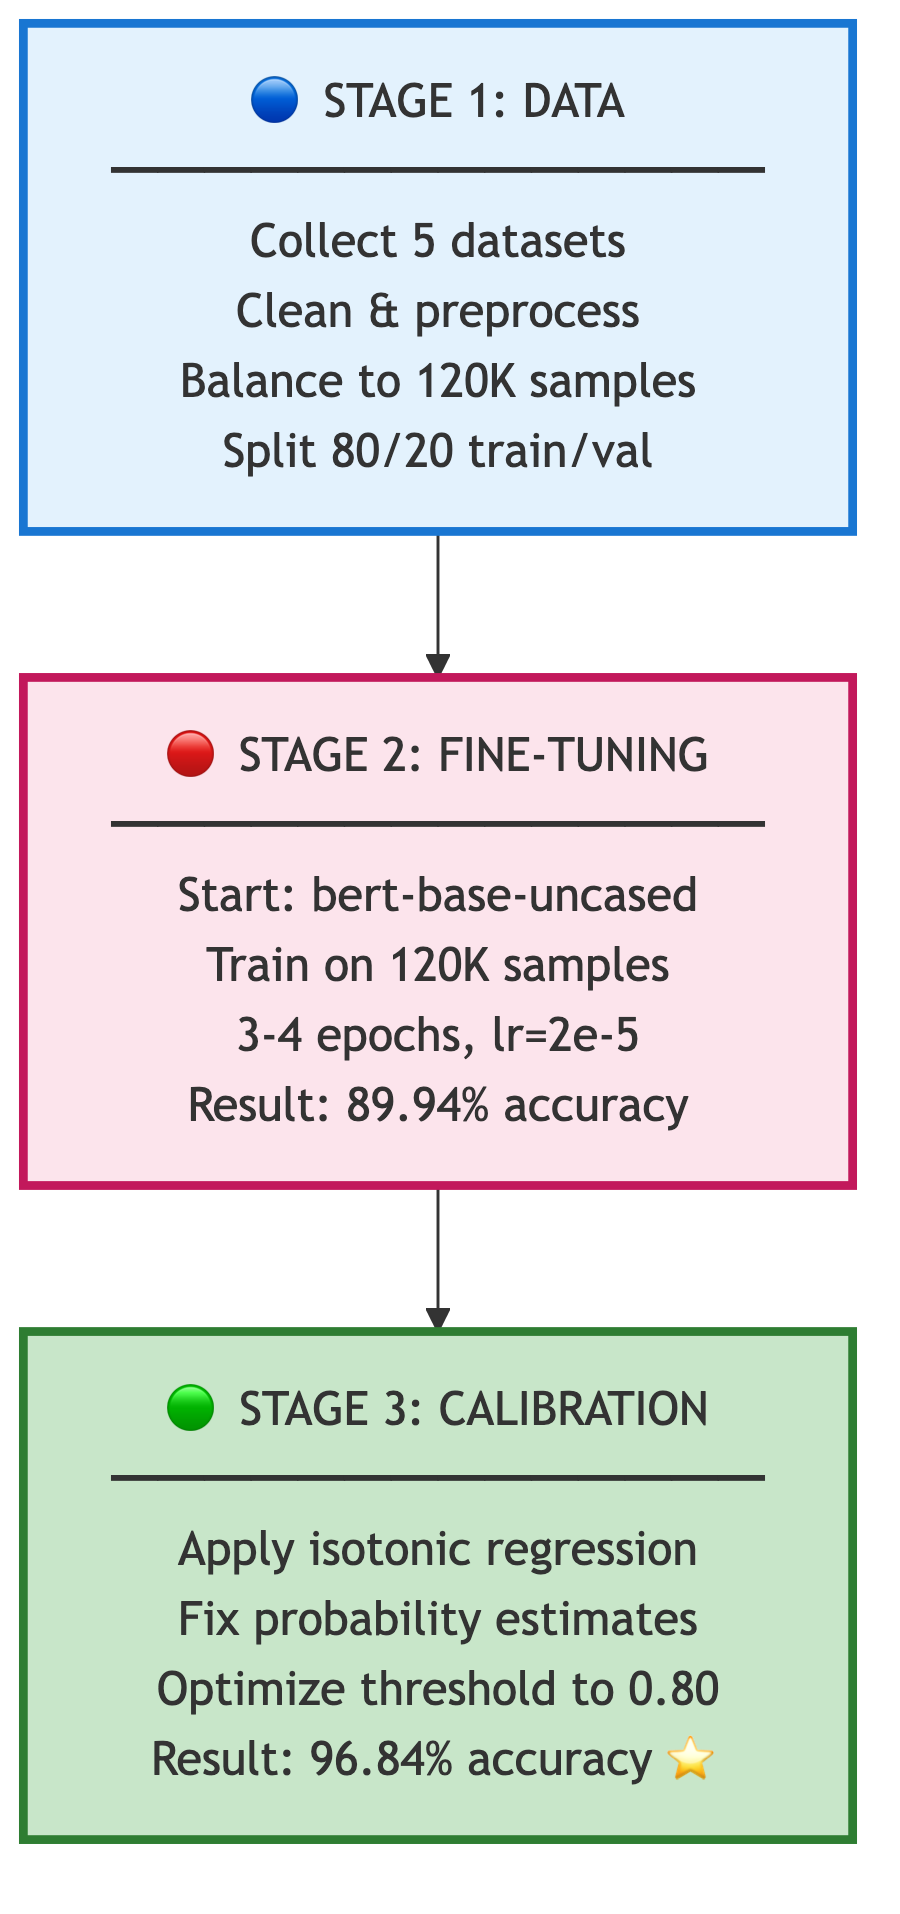 🔵 STAGE 1: DATA
Collect 5 datasets
Clean & preprocess
Balance to 120K samples
Split 80/20 train/val
🔴 STAGE 2: FINE-TUNING
Start: bert-base-uncased
Train on 120K samples
3-4 epochs, lr=2e-5
Result: 89.94% accuracy
🟢 STAGE 3: CALIBRATION
Apply isotonic regression
Fix probability estimates
Optimize threshold to 0.80
Result: 96.84% accuracy ⭐